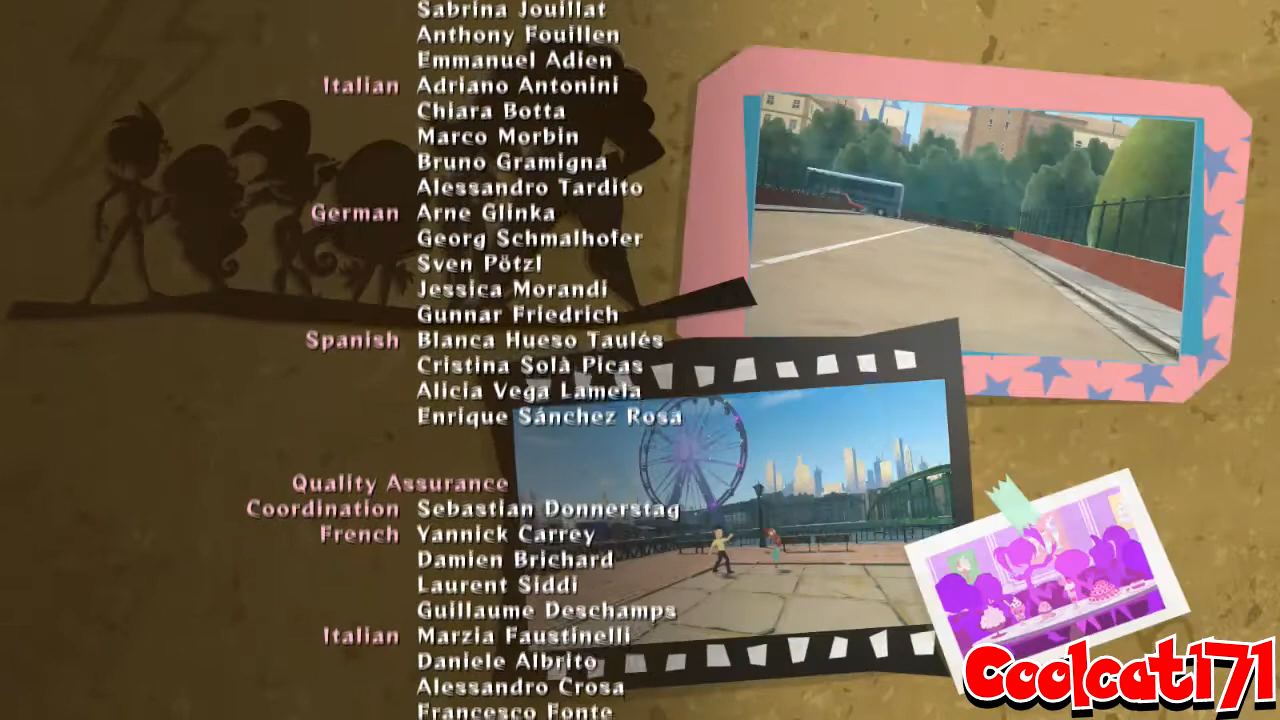 Sabrina Jouillat
Anthony Fouillen
Emmanuel Adien
Italian Adriano Antonini
Chiara Botta
Marco Morbin
Bruno Gramigna
Alessandro Tardito
German Arne Glinka
Georg Schmalhofer
Sven Pötzl
Jessica Morandi
Gunnar Friedrich
Spanish Blanca Hueso Taulés
Cristina Solà Picas
Alicia Vega Lamela
Enrique Sánchez Rosa
Quality Assurance
Coordination Sebastian Donnerstag
French Yannick Carrey
Damien Brichard
Laurent Siddi
Guillaume Deschamps
Italian Marzia Faustinelli
Daniele Albrito
Alessandro Crosa
Francesco Fonte
Coolcat171